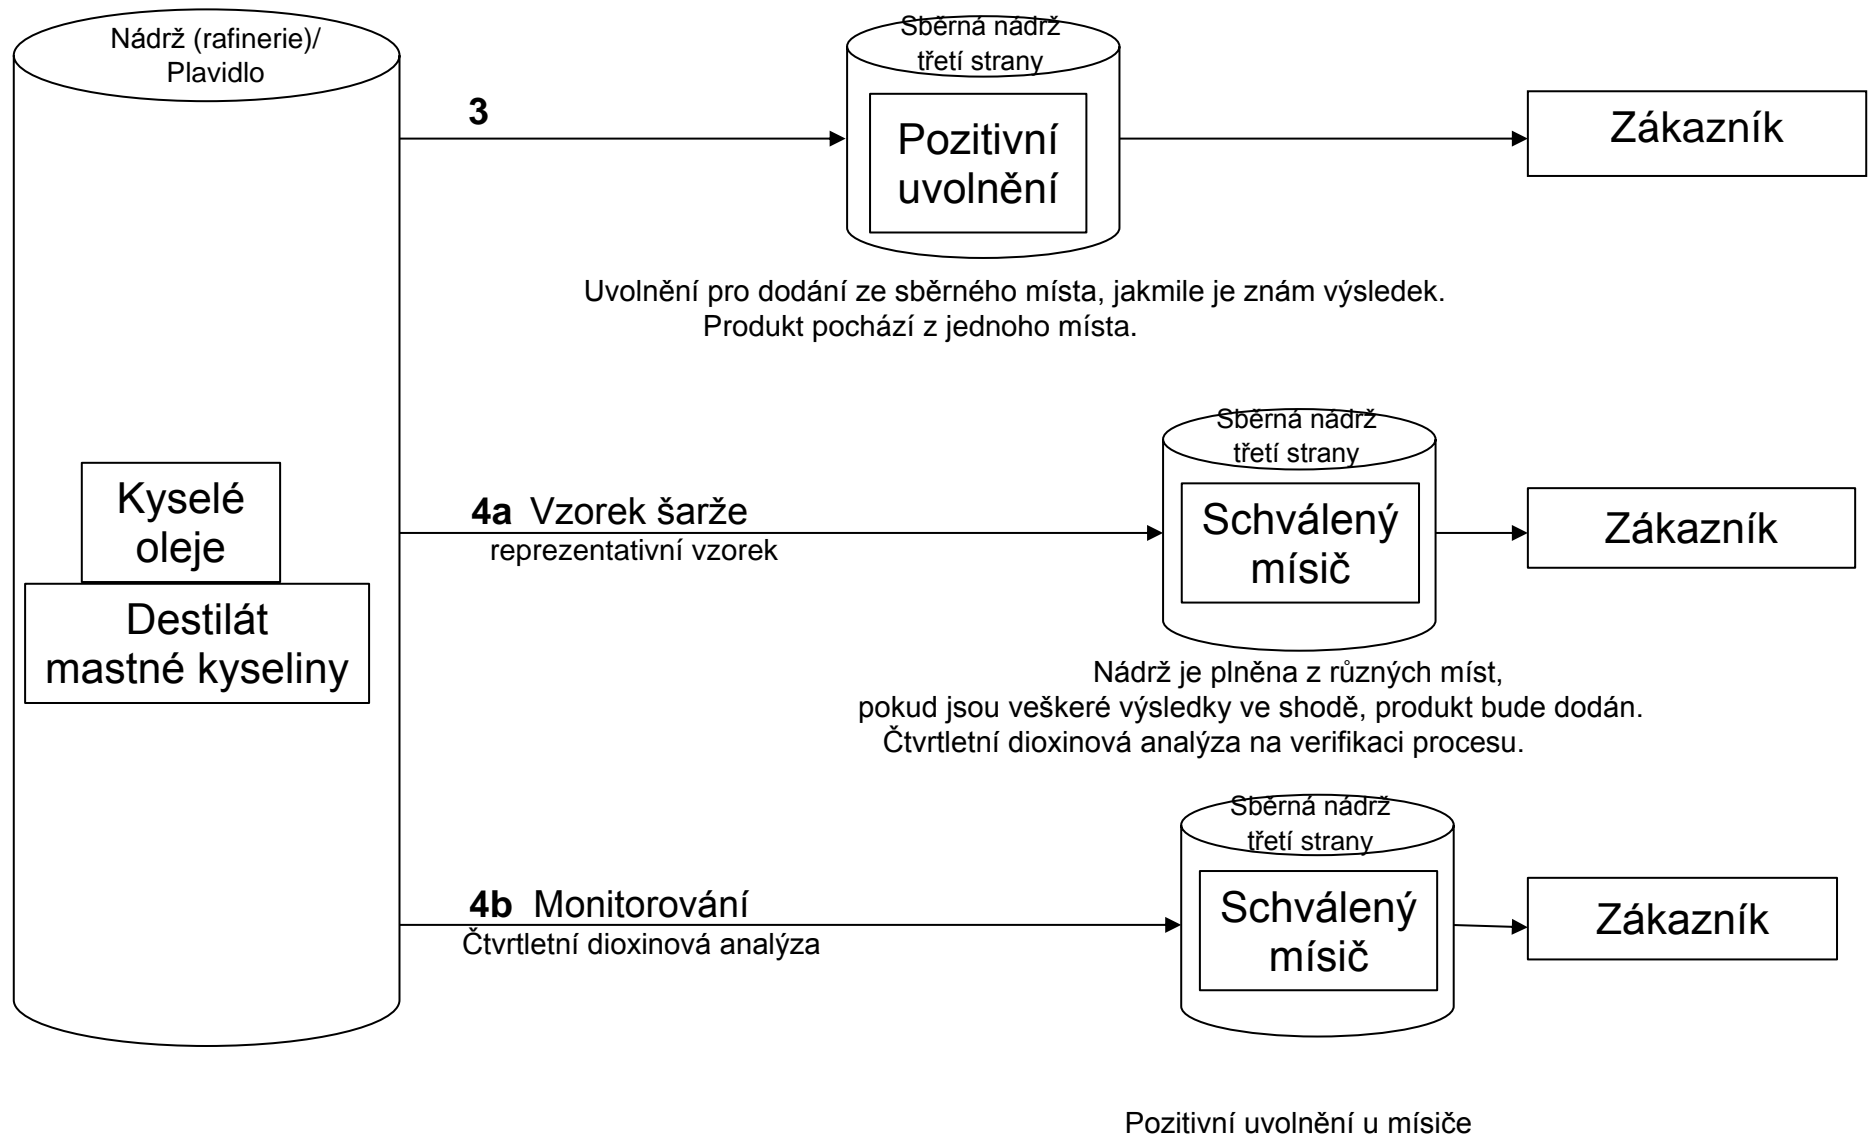 Nádrž (rafinerie)/
Plavidlo
Sběrná nádrž
třetí strany
3
Pozitivní
uvolnění
Zákazník
Uvolnění pro dodání ze sběrného místa, jakmile je znám výsledek.
Produkt pochází z jednoho místa.
Sběrná nádrž
třetí strany
Kyselé
oleje
Destilát
mastné kyseliny
4a Vzorek šarže
reprezentativní vzorek
Schválený
mísič
Zákazník
Nádrž je plněna z různých míst,
pokud jsou veškeré výsledky ve shodě, produkt bude dodán.
Čtvrtletní dioxinová analýza na verifikaci procesu.
Sběrná nádrž
třetí strany
4b Monitorování
Čtvrtletní dioxinová analýza
Schválený
mísič
Zákazník
Pozitivní uvolnění u mísiče